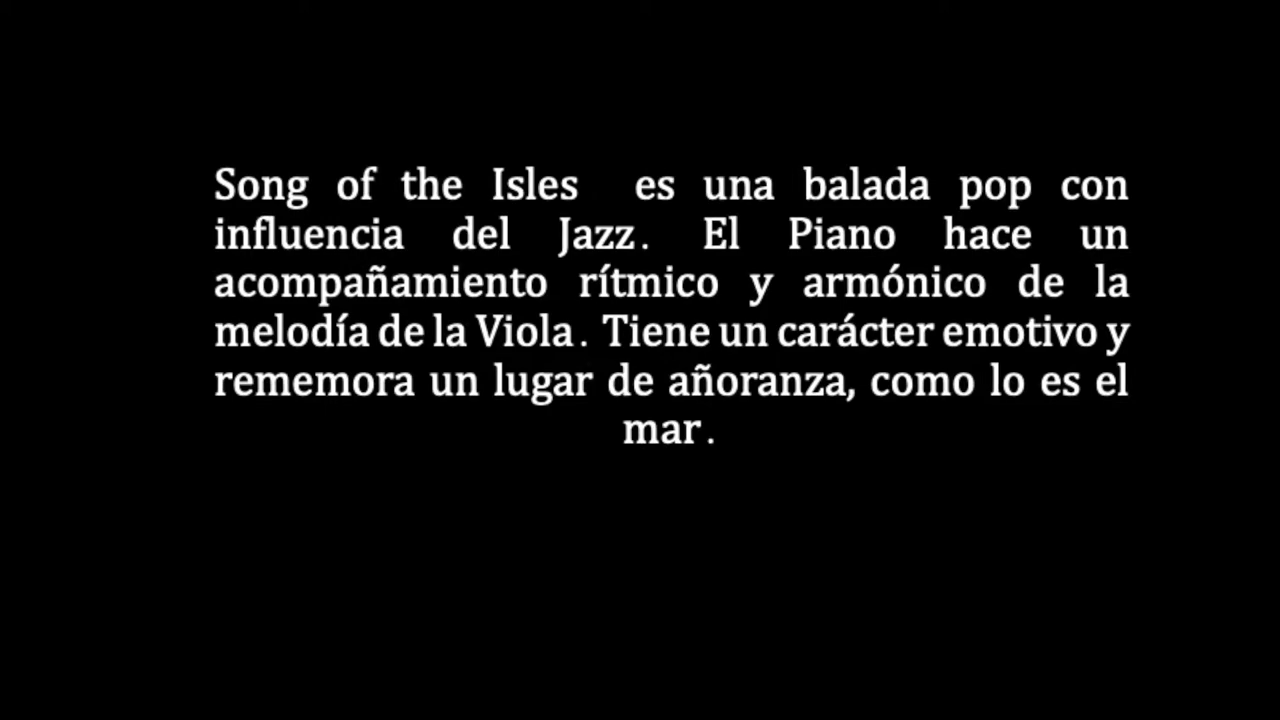 Song of the Isles es una balada pop con
influencia del Jazz. El Piano hace un
acompañamiento rítmico y armónico de la
melodía de la Viola. Tiene un carácter emotivo y
rememora un lugar de añoranza, como lo es el
mar.